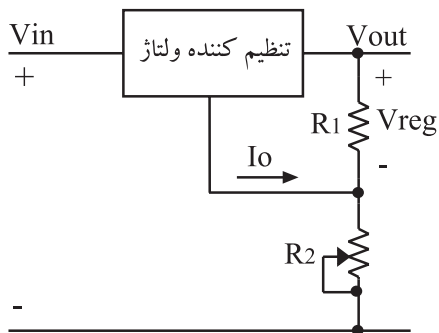 Vin
Vout
تنظیم کننده ولتاژ
+
+
R1
Vreg
-
Io
R2
-